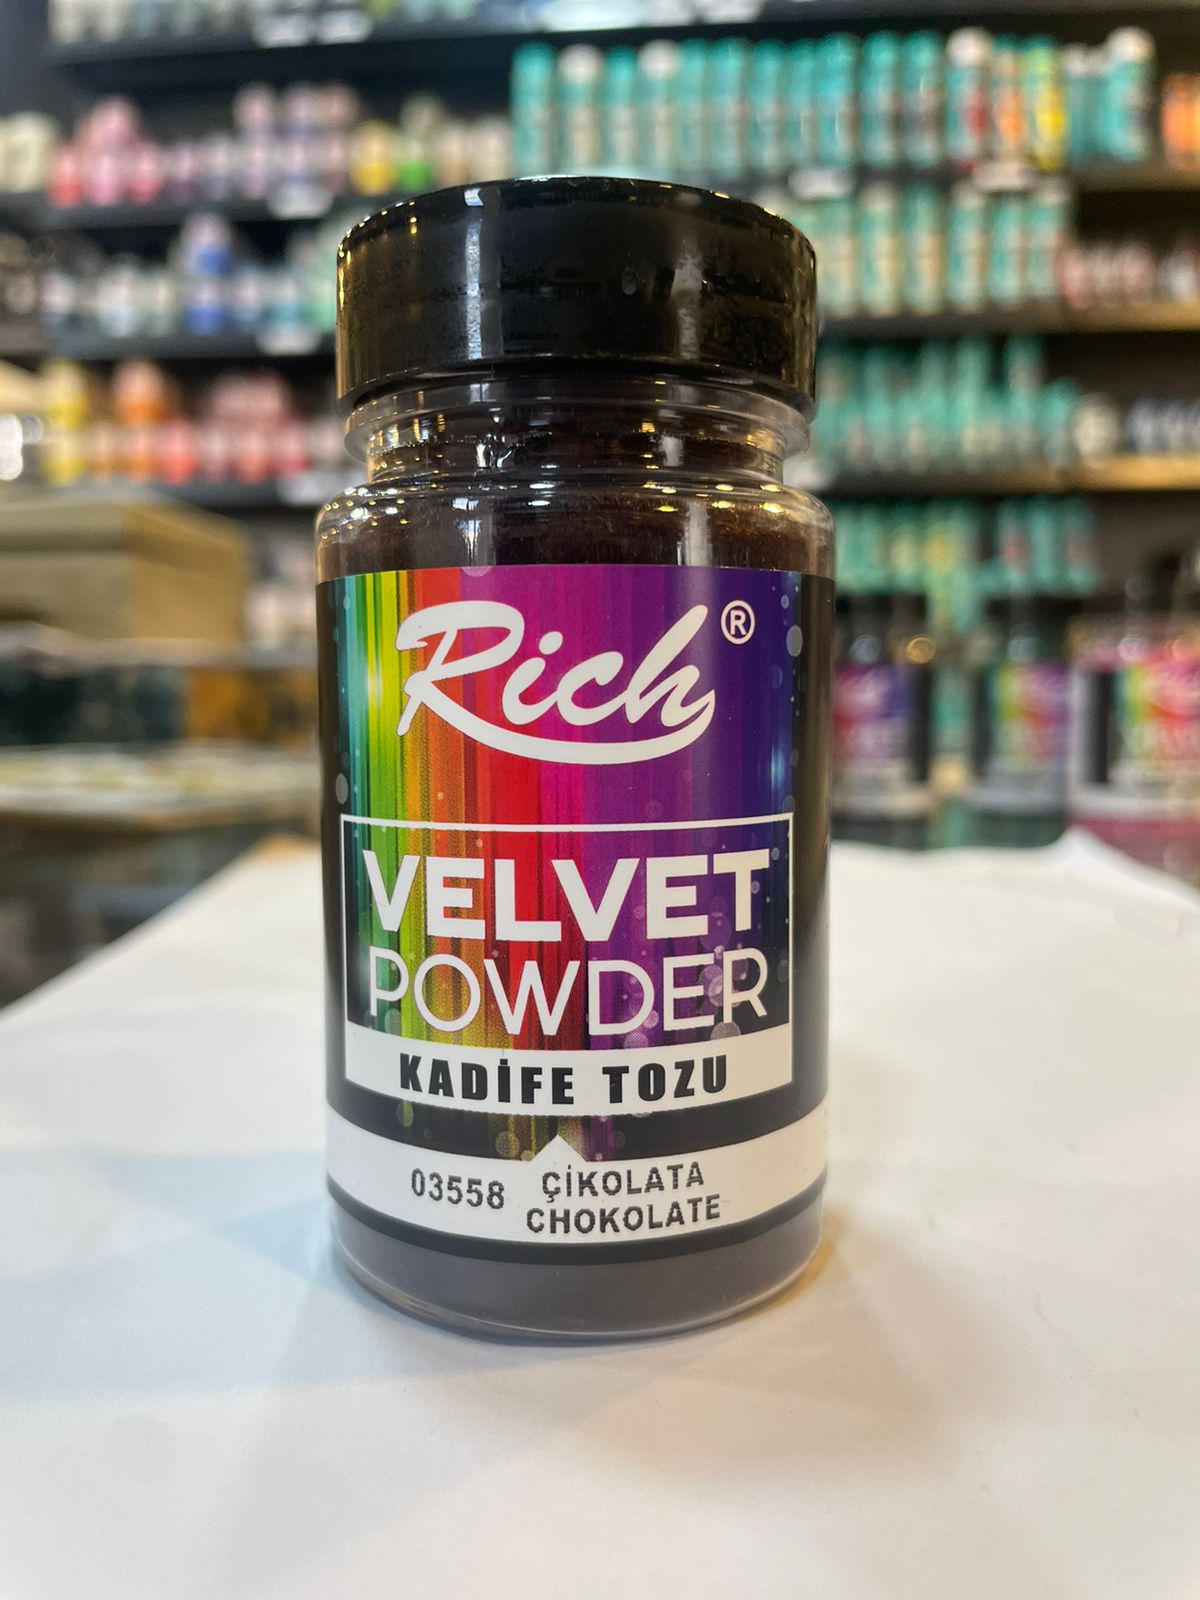 Rich®
VELVET
POWDER
KADİFE TOZU
03558
ÇİKOLATA
CHOKOLATE